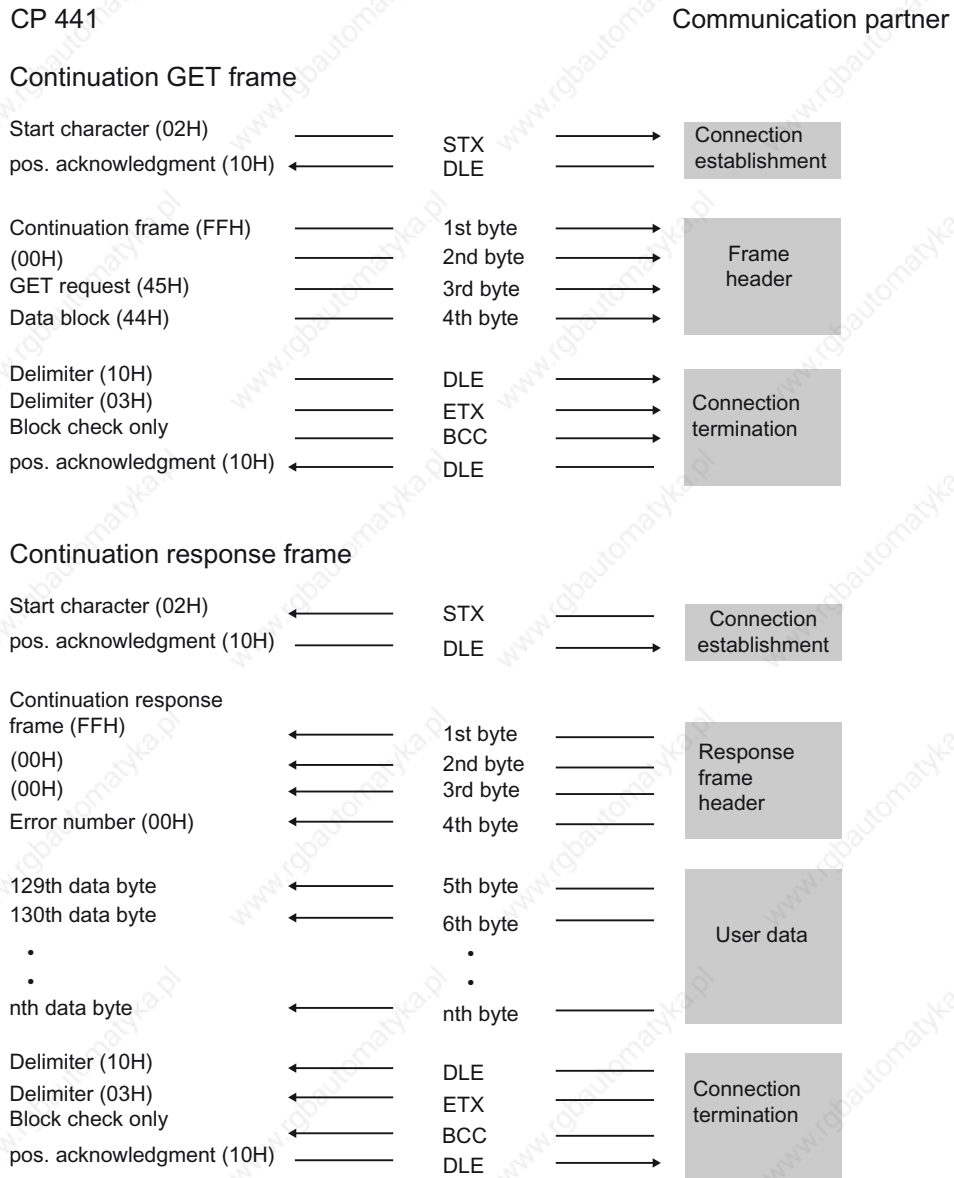 CP 441 Communication partner
Continuation GET frame
Start character (02H) STX Connection
pos. acknowledgment (10H) DLE establishment
Continuation frame (FFH) 1st byte
(00H) 2nd byte Frame
GET request (45H) 3rd byte header
Data block (44H) 4th byte
Delimiter (10H) DLE
Delimiter (03H) ETX Connection
Block check only BCC termination
pos. acknowledgment (10H) DLE
Continuation response frame
Start character (02H) STX Connection
pos. acknowledgment (10H) DLE establishment
Continuation response
frame (FFH) 1st byte
(00H) 2nd byte Response
(00H) 3rd byte frame
Error number (00H) 4th byte header
129th data byte 5th byte
130th data byte 6th byte User data
•  •
•  •
nth data byte nth byte
Delimiter (10H) DLE
Delimiter (03H) ETX Connection
Block check only BCC termination
pos. acknowledgment (10H) DLE
www.rgbautomatyka.pl